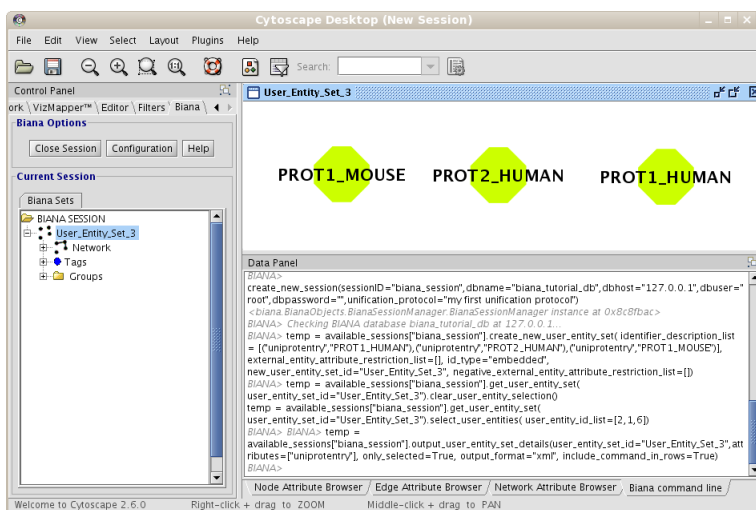 Cytoscape Desktop (New Session)
File Edit View Select Layout Plugins Help
Search:
Control Panel
ork VizMapper™ Editor Filters Biana
Biana Options
Close Session Configuration Help
Current Session
Biana Sets
BIANA SESSION
User_Entity_Set_3
Network
Tags
Groups
User_Entity_Set_3
PROT1_MOUSE PROT2_HUMAN PROT1_HUMAN
Data Panel
BIANA>
create_new_session(sessionID="biana_session",dbname="biana_tutorial_db",dbhost="127.0.0.1",dbuser="
root",dbpassword="",unification_protocol="my first unification protocol")
<biana.BianaObjects.BianaSessionManager.BianaSessionManager instance at 0x8c8fbac>
BIANA> Checking BIANA database biana_tutorial_db at 127.0.0.1...
BIANA> temp = available_sessions["biana_session"].create_new_user_entity_set( identifier_description_list
= [("uniprotentry","PROT1_HUMAN"),("uniprotentry","PROT2_HUMAN"),("uniprotentry","PROT1_MOUSE")],
external_entity_attribute_restriction_list=[], id_type="embedded",
new_user_entity_set_id="User_Entity_Set_3", negative_external_entity_attribute_restriction_list=[])
BIANA> temp = available_sessions["biana_session"].get_user_entity_set(
user_entity_set_id="User_Entity_Set_3").clear_user_entity_selection()
temp = available_sessions["biana_session"].get_user_entity_set(
user_entity_set_id="User_Entity_Set_3").select_user_entities( user_entity_id_list=[2,1,6])
BIANA> BIANA> temp =
available_sessions["biana_session"].output_user_entity_set_details(user_entity_set_id="User_Entity_Set_3",att
ributes=["uniprotentry"], only_selected=True, output_format="xml", include_command_in_rows=True)
BIANA>
Node Attribute Browser Edge Attribute Browser Network Attribute Browser Biana command line
Welcome to Cytoscape 2.6.0 Right-click + drag to ZOOM Middle-click + drag to PAN